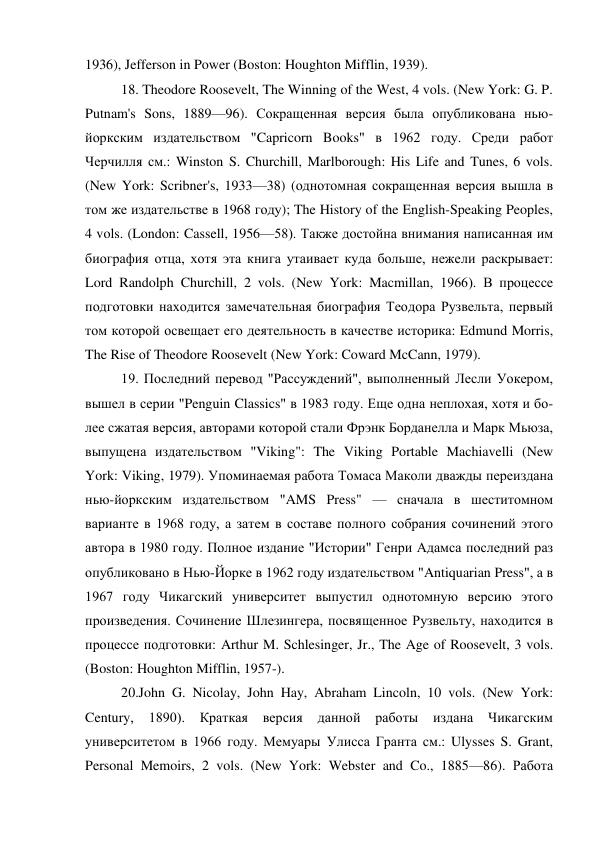 1936), Jefferson in Power (Boston: Houghton Mifflin, 1939).
18. Theodore Roosevelt, The Winning of the West, 4 vols. (New York: G. P.
Putnam's Sons, 1889—96). Сокращенная версия была опубликована нью-
йоркским издательством "Capricorn Books" в 1962 году. Среди работ
Черчилля см.: Winston S. Churchill, Marlborough: His Life and Tunes, 6 vols.
(New York: Scribner's, 1933—38) (однотомная сокращенная версия вышла в
том же издательстве в 1968 году); The History of the English-Speaking Peoples,
4 vols. (London: Cassell, 1956—58). Также достойна внимания написанная им
биография отца, хотя эта книга утаивает куда больше, нежели раскрывает:
Lord Randolph Churchill, 2 vols. (New York: Macmillan, 1966). В процессе
подготовки находится замечательная биография Теодора Рузвельта, первый
том которой освещает его деятельность в качестве историка: Edmund Morris,
The Rise of Theodore Roosevelt (New York: Coward McCann, 1979).
19. Последний перевод "Рассуждений", выполненный Лесли Уокером,
вышел в серии "Penguin Classics" в 1983 году. Еще одна неплохая, хотя и бо-
лее сжатая версия, авторами которой стали Фрэнк Борданелла и Марк Мьюза,
выпущена издательством "Viking": The Viking Portable Machiavelli (New
York: Viking, 1979). Упоминаемая работа Томаса Маколи дважды переиздана
нью-йоркским издательством "AMS Press" — сначала в шеститомном
варианте в 1968 году, а затем в составе полного собрания сочинений этого
автора в 1980 году. Полное издание "Истории" Генри Адамса последний раз
опубликовано в Нью-Йорке в 1962 году издательством "Antiquarian Press", а в
1967 году Чикагский университет выпустил однотомную версию этого
произведения. Сочинение Шлезингера, посвященное Рузвельту, находится в
процессе подготовки: Arthur M. Schlesinger, Jr., The Age of Roosevelt, 3 vols.
(Boston: Houghton Mifflin, 1957-).
20.John G. Nicolay, John Hay, Abraham Lincoln, 10 vols. (New York:
Century, 1890). Краткая версия данной работы издана Чикагским
университетом в 1966 году. Мемуары Улисса Гранта см.: Ulysses S. Grant,
Personal Memoirs, 2 vols. (New York: Webster and Co., 1885—86). Работа